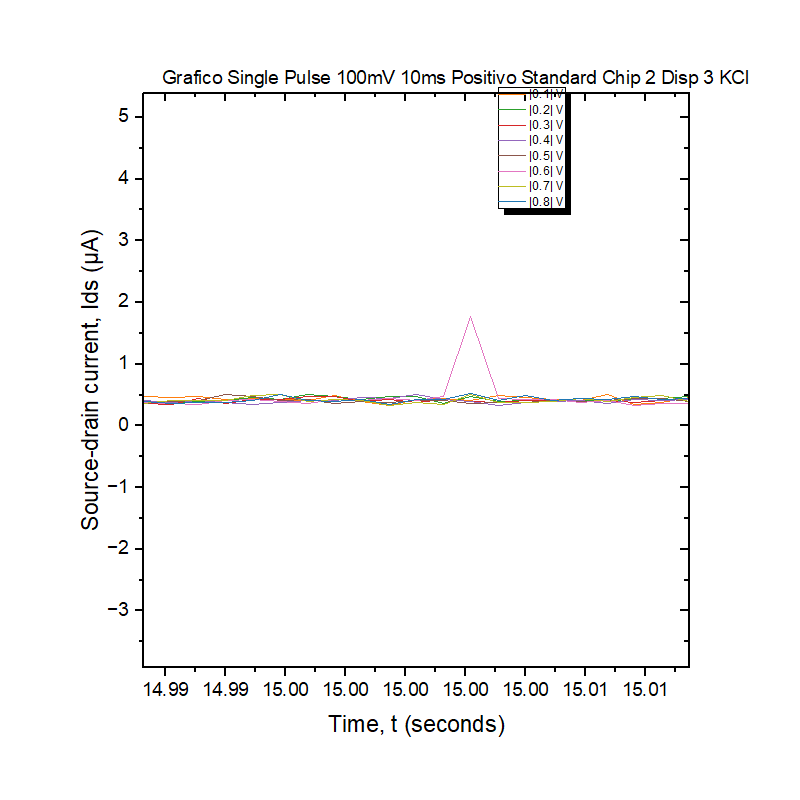 Grafico Single Pulse 100mV 10ms Positivo Standard Chip 2 Disp 3 KCl
|0.1| V
|0.2| V
|0.3| V
|0.4| V
|0.5| V
|0.6| V
|0.7| V
|0.8| V
5
4
3
2
1
0
−1
−2
−3
Source-drain current, Ids (μA)
14.99 14.99 15.00 15.00 15.00 15.00 15.00 15.01 15.01
Time, t (seconds)